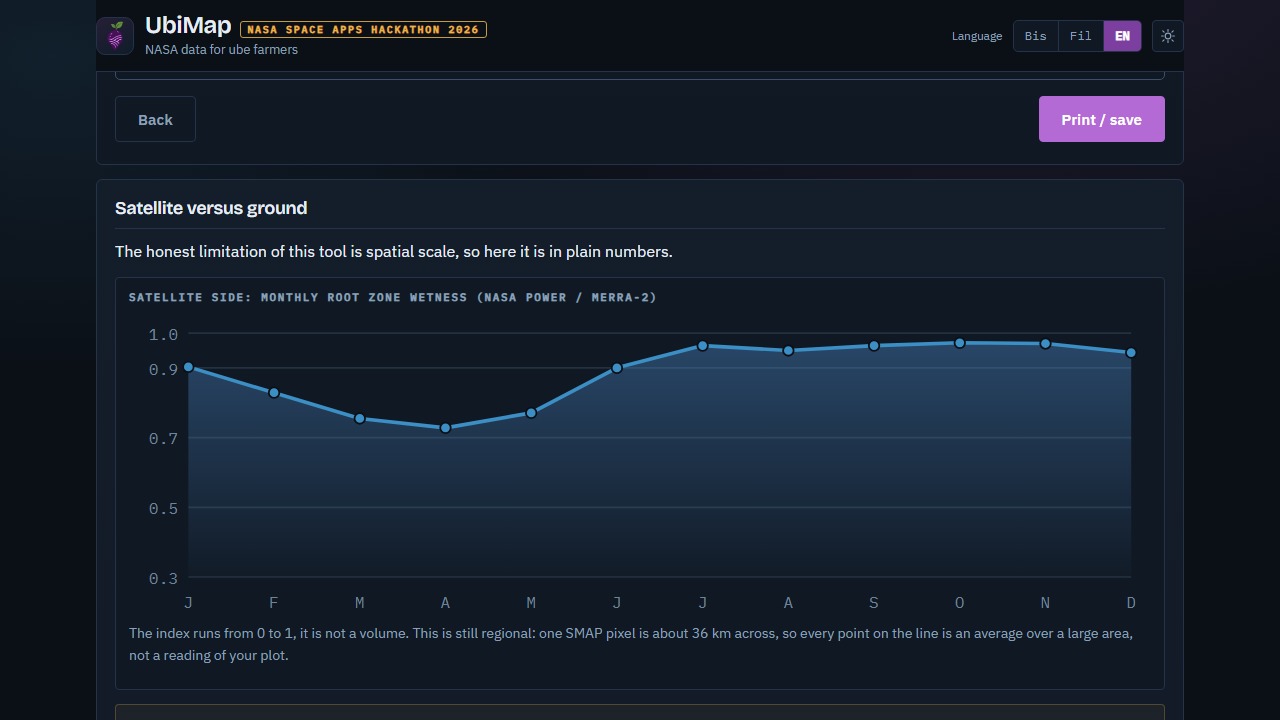 UbiMap NASA SPACE APPS HACKATHON 2026
NASA data for ube farmers
Language Bis Fil EN
Back Print / save
Satellite versus ground
The honest limitation of this tool is spatial scale, so here it is in plain numbers.
SATELLITE SIDE: MONTHLY ROOT ZONE WETNESS (NASA POWER / MERRA-2)
1.0
0.9
0.7
0.5
0.3
J F M A M J J A S O N D
The index runs from 0 to 1, it is not a volume. This is still regional: one SMAP pixel is about 36 km across, so every point on the line is an average over a large area,
not a reading of your plot.